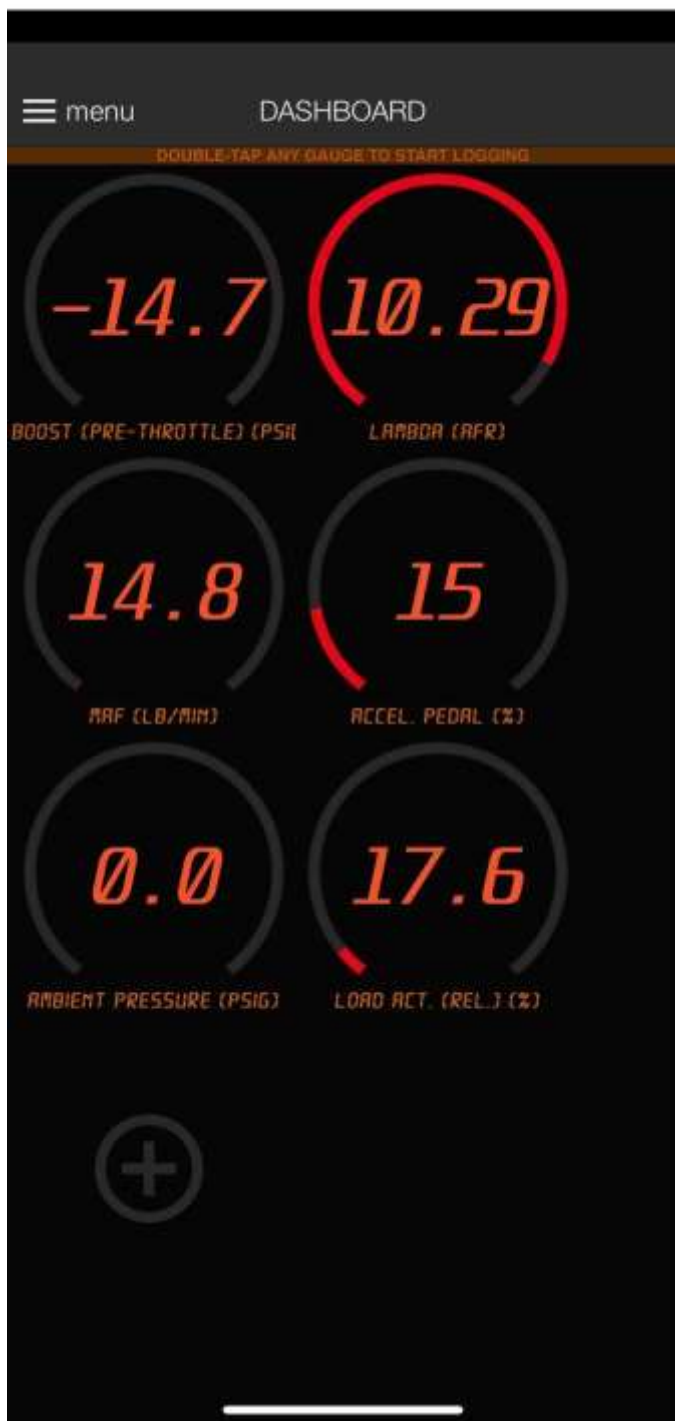 menu DASHBOARD
DOUBLE-TAP ANY GAUGE TO START LOGGING
-14.7 10.29
BOOST (PRE-THROTTLE) (PSI LAMBDA (AFR)
14.8 15
MAF (LB/MIN) ACCEL. PEDAL (%)
0.0 17.6
AMBIENT PRESSURE (PSIG) LOAD ACT. (REL.) (%)